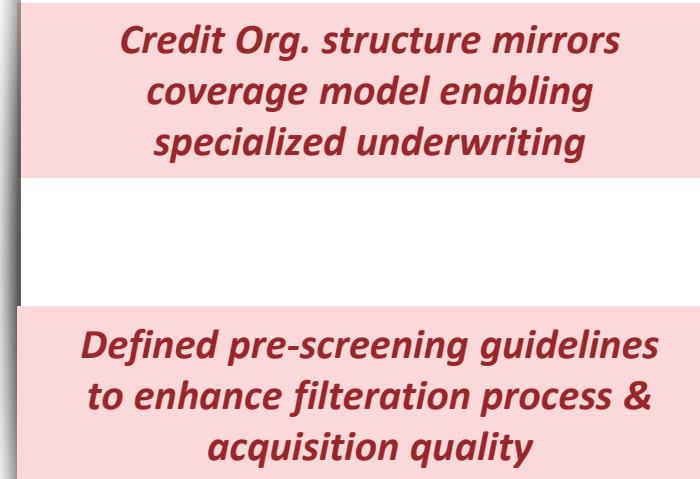 Credit Org. structure mirrors
coverage model enabling
specialized underwriting
Defined pre-screening guidelines
to enhance filteration process &
acquisition quality